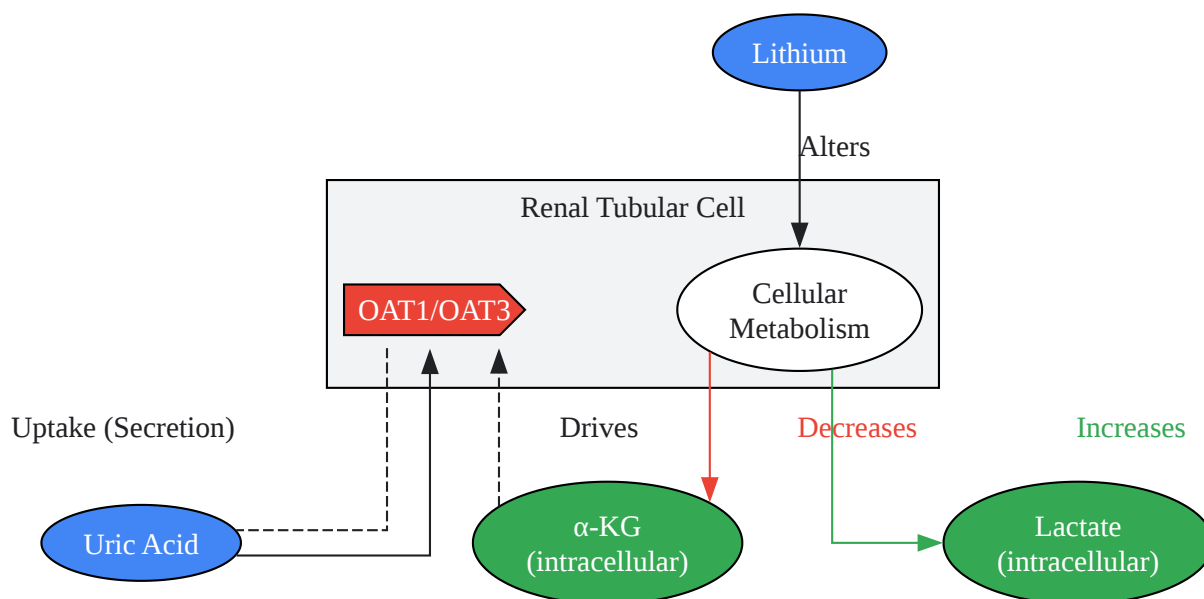 Lithium
Alters
Renal Tubular Cell
OAT1/OAT3
Cellular
Metabolism
Uptake (Secretion)
Drives
Decreases
Increases
Uric Acid
α-KG
(intracellular)
Lactate
(intracellular)